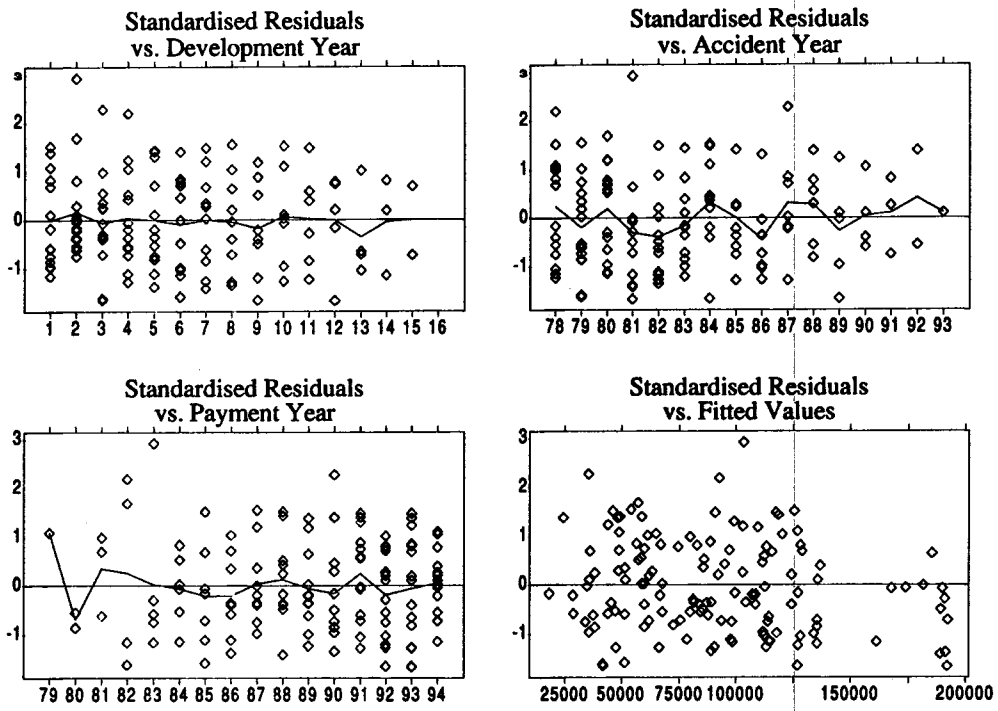 Standardised Residuals
vs. Development Year
3
2
1
0
-1
1 2 3 4 5 6 7 8 9 10 11 12 13 14 15 16
Standardised Residuals
vs. Accident Year
3
2
1
0
-1
78 79 80 81 82 83 84 85 86 87 88 89 90 91 92 93
Standardised Residuals
vs. Payment Year
3
2
1
0
-1
79 80 81 82 83 84 85 86 87 88 89 90 91 92 93 94
Standardised Residuals
vs. Fitted Values
3
2
1
0
-1
25000 50000 75000 100000 150000 200000